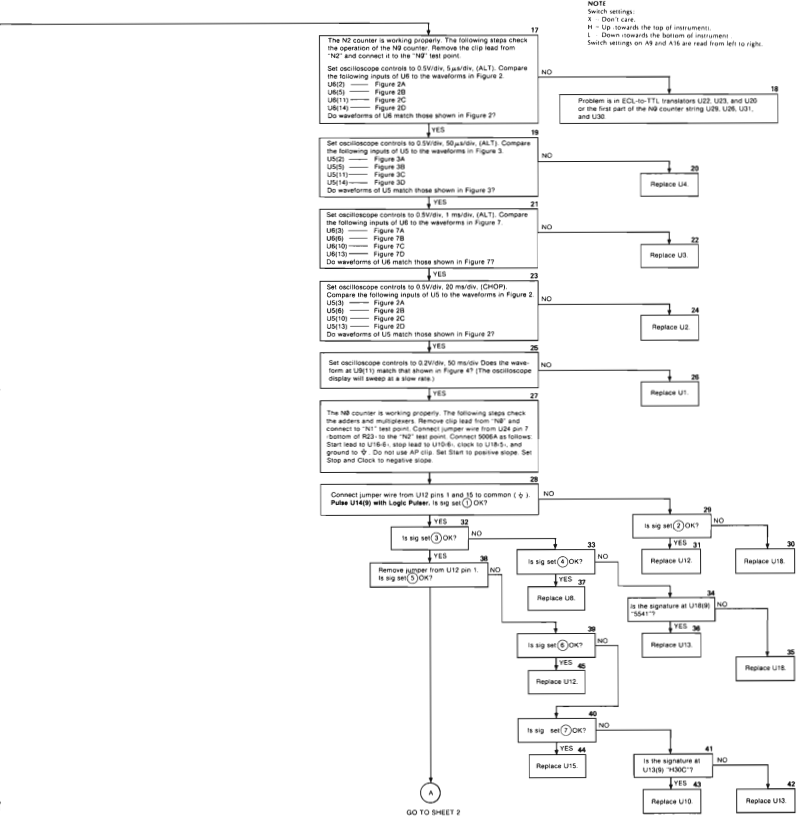 NOTE
Switch settings:
X - Don't care.
H - Up (towards the top of instrument).
L - Down (towards the bottom of instrument).
Switch settings on A9 and A16 are read from left to right.
17
The N2 counter is working properly. The following steps check
the operation of the N9 counter. Remove the clip lead from
"N2" and connect it to the "N9" test point.
Set oscilloscope controls to 0.5V/div, 5µs/div, (ALT). Compare
the following inputs of U6 to the waveforms in Figure 2.
U6(2) —— Figure 2A
U6(5) —— Figure 2B
U6(11) —— Figure 2C
U6(14) —— Figure 2D
Do waveforms of U6 match those shown in Figure 2?
NO
18
Problem is in ECL-to-TTL translators U22, U23, and U20
or the first part of the N9 counter string U29, U26, U31,
and U30.
YES
19
Set oscilloscope controls to 0.5V/div, 50µs/div, (ALT). Compare
the following inputs of U5 to the waveforms in Figure 3.
U5(2) —— Figure 3A
U5(5) —— Figure 3B
U5(11) —— Figure 3C
U5(14) —— Figure 3D
Do waveforms of U5 match those shown in Figure 3?
NO
20
Replace U4.
YES
21
Set oscilloscope controls to 0.5V/div, 1 ms/div, (ALT). Compare
the following inputs of U6 to the waveforms in Figure 7.
U6(3) —— Figure 7A
U6(6) —— Figure 7B
U6(10) —— Figure 7C
U6(13) —— Figure 7D
Do waveforms of U6 match those shown in Figure 7?
NO
22
Replace U3.
YES
23
Set oscilloscope controls to 0.5V/div, 20 ms/div, (CHOP).
Compare the following inputs of U5 to the waveforms in Figure 2.
U5(3) —— Figure 2A
U5(6) —— Figure 2B
U5(10) —— Figure 2C
U5(13) —— Figure 2D
Do waveforms of U5 match those shown in Figure 2?
NO
24
Replace U2.
YES
25
Set oscilloscope controls to 0.2V/div, 50 ms/div Does the wave-
form at U9(11) match that shown in Figure 4? (The oscilloscope
display will sweep at a slow rate.)
NO
26
Replace U1.
YES
27
The N9 counter is working properly. The following steps check
the adders and multiplexers. Remove clip lead from "N9" and
connect to "N1" test point. Connect jumper wire from U24 pin 7
(bottom of R23) to the "N2" test point. Connect 5006A as follows:
Start lead to U16(6), stop lead to U10(6), clock to U18(5), and
ground to ⏚. Do not use AP clip. Set Start to positive slope. Set
Stop and Clock to negative slope.
28
Connect jumper wire from U12 pins 1 and 15 to common (⏚).
Pulse U14(9) with Logic Pulser. Is sig set ① OK?
NO
29
Is sig set ② OK?
NO
30
Replace U18.
YES 31
Replace U12.
YES 32
Is sig set ③ OK?
NO
33
Is sig set ④ OK?
NO
34
Is the signature at U18(9)
"5541"?
NO
35
Replace U18.
YES 36
Replace U13.
YES 37
Replace U8.
YES 38
Remove jumper from U12 pin 1.
Is sig set ⑤ OK?
NO
39
Is sig set ⑥ OK?
NO
YES 45
Replace U12.
40
Is sig set ⑦ OK?
NO
YES 44
Replace U15.
41
Is the signature at
U13(9) "H30C"?
NO
42
Replace U13.
YES 43
Replace U10.
A
GO TO SHEET 2